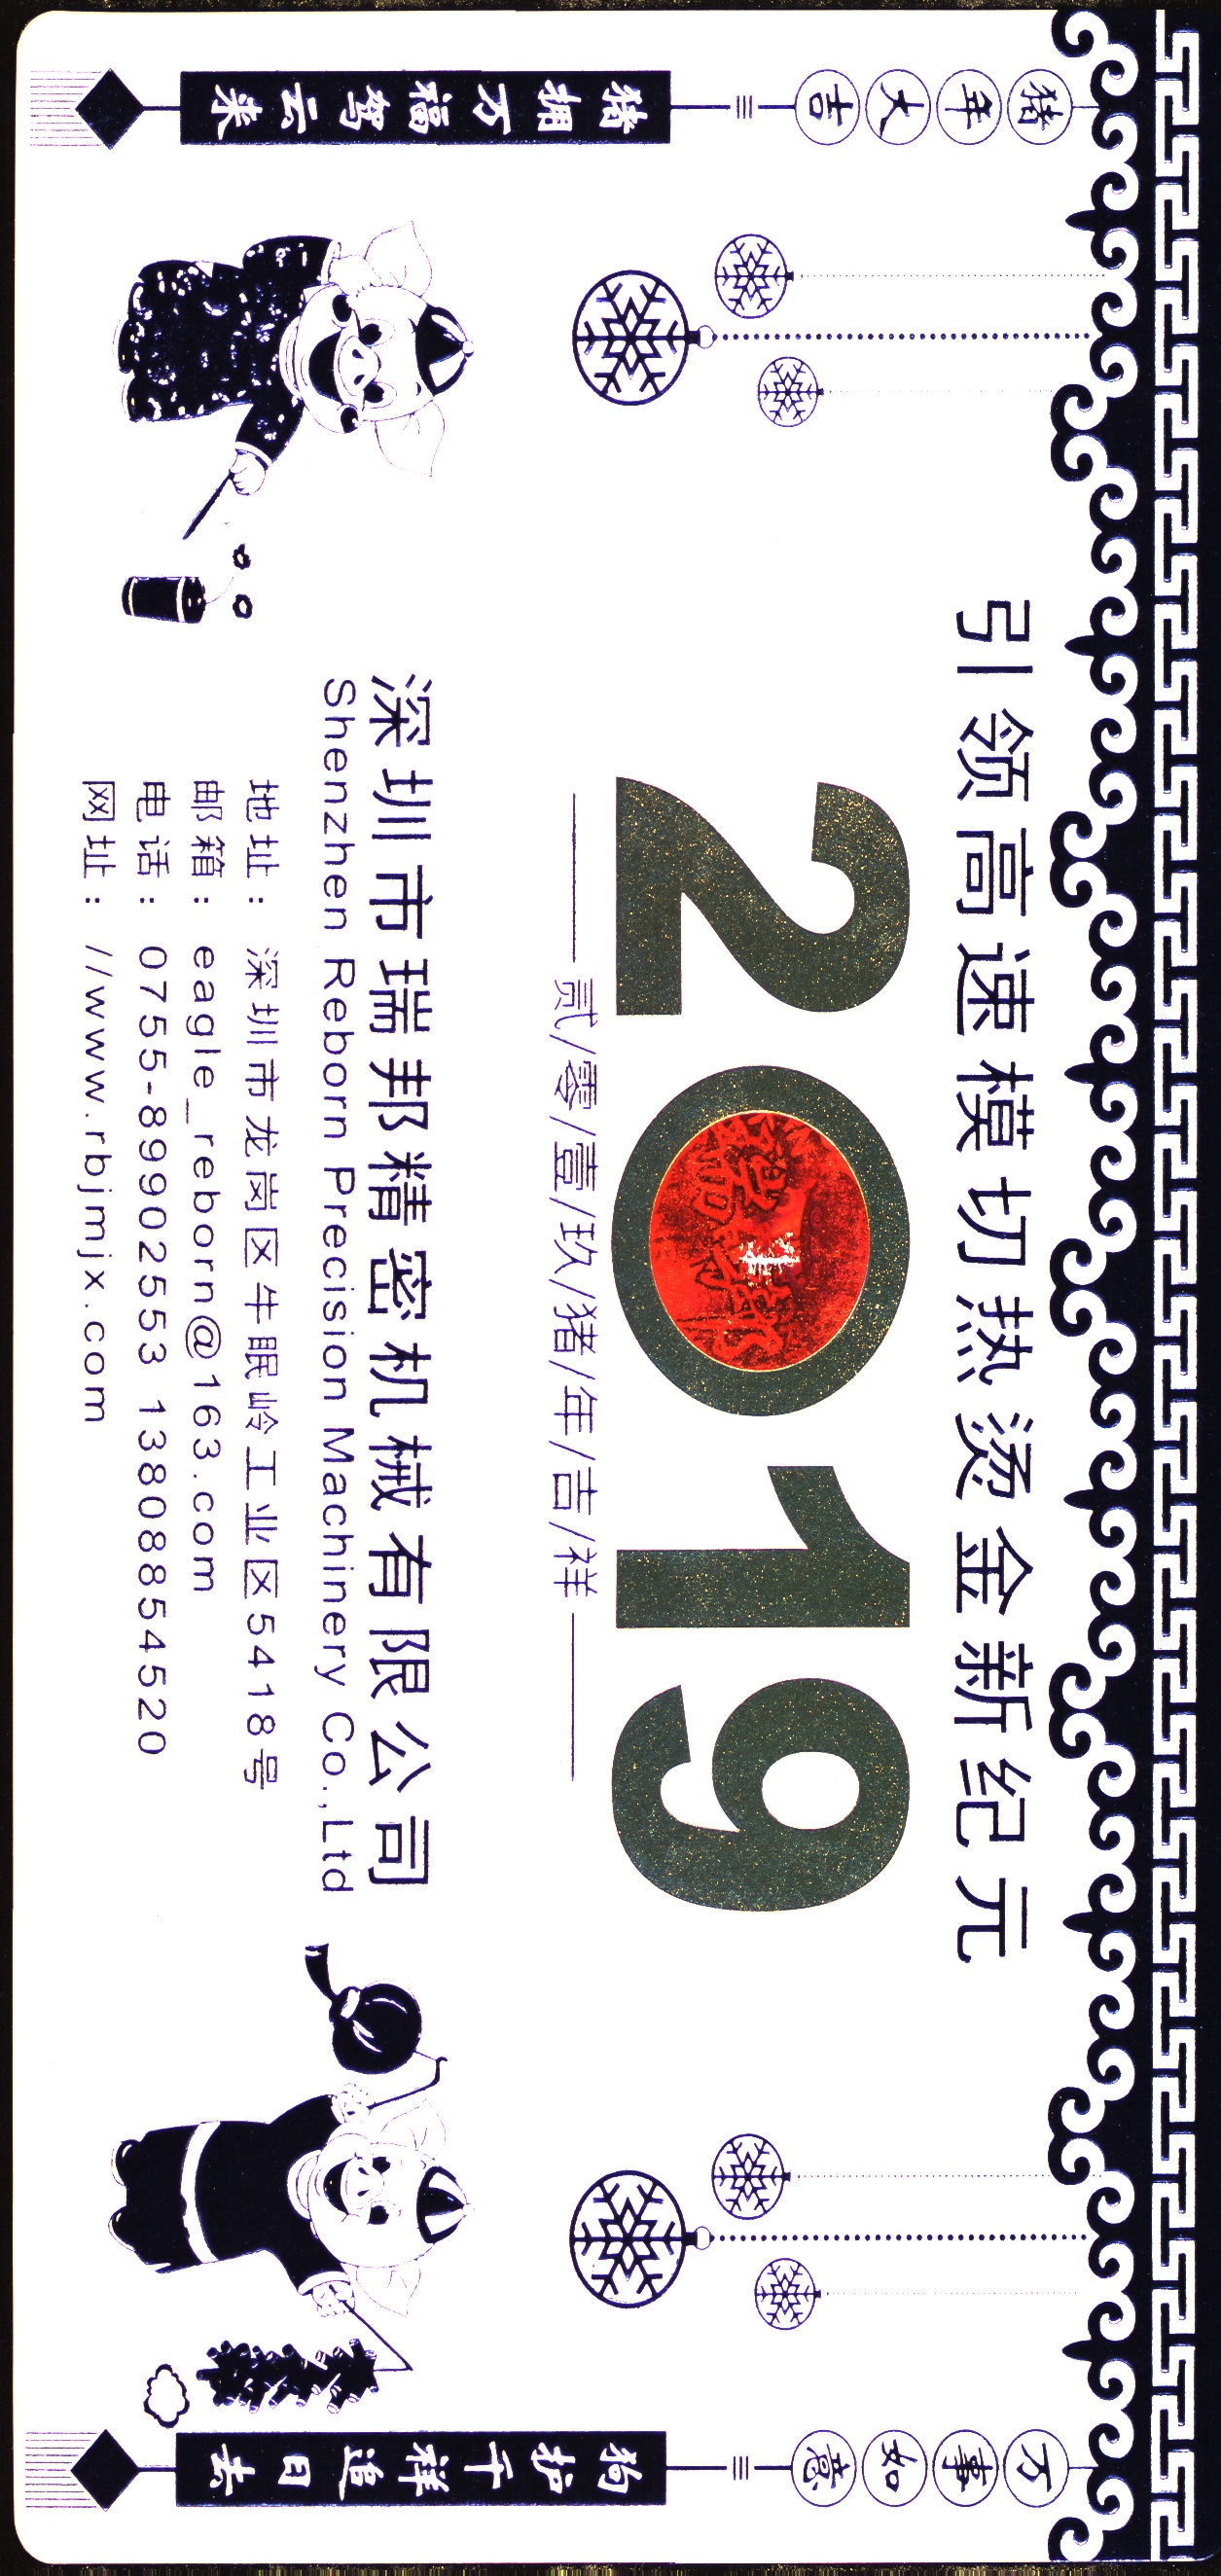 引领高速模切热烫金新纪元
2019
贰/零/壹/玖/猪/年/吉/祥
深圳市瑞邦精密机械有限公司
Shenzhen Reborn Precision Machinery Co.,Ltd
地址：深圳市龙岗区牛眠岭工业区5418号
邮箱：eagle_reborn@163.com
电话：0755-89902553 13808854520
网址：//www.rbjmjx.com
猪年大吉
猪拥万福驾云来
万事如意
狗护千祥追日去